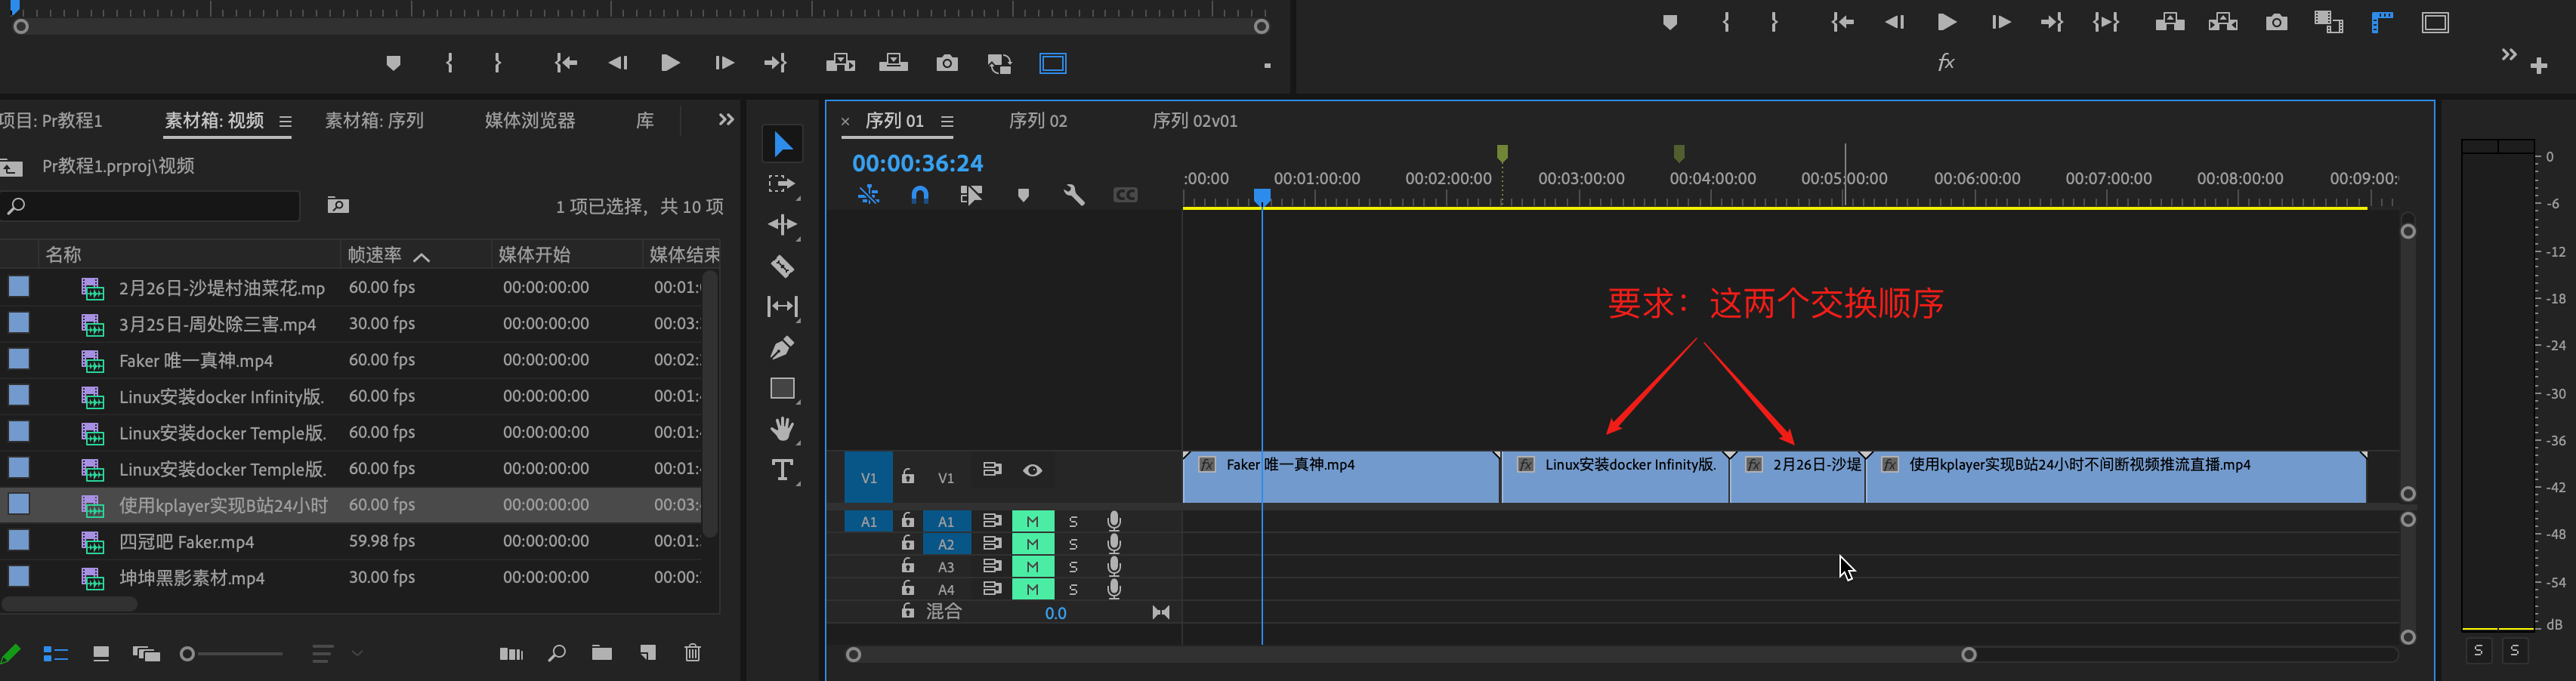 fx
项目: Pr教程1
素材箱: 视频
素材箱: 序列
媒体浏览器
库
Pr教程1.prproj\视频
1 项已选择，共 10 项
名称 帧速率 媒体开始 媒体结束
2月26日-沙堤村油菜花.mp 60.00 fps 00:00:00:00 00:01:
3月25日-周处除三害.mp4 30.00 fps 00:00:00:00 00:03:
Faker 唯一真神.mp4 60.00 fps 00:00:00:00 00:02:
Linux安装docker Infinity版. 60.00 fps 00:00:00:00 00:01:
Linux安装docker Temple版. 60.00 fps 00:00:00:00 00:01:
Linux安装docker Temple版. 60.00 fps 00:00:00:00 00:01:
使用kplayer实现B站24小时 60.00 fps 00:00:00:00 00:03:
四冠吧 Faker.mp4 59.98 fps 00:00:00:00 00:01:
坤坤黑影素材.mp4 30.00 fps 00:00:00:00 00:00:
T
× 序列 01
序列 02
序列 02v01
00:00:36:24
CC
:00:00 00:01:00:00 00:02:00:00 00:03:00:00 00:04:00:00 00:05:00:00 00:06:00:00 00:07:00:00 00:08:00:00 00:09:00:
要求：这两个交换顺序
V1 V1
fx Faker 唯一真神.mp4
fx Linux安装docker Infinity版.
fx 2月26日-沙堤
fx 使用kplayer实现B站24小时不间断视频推流直播.mp4
A1 A1 M S
A2 M S
A3 M S
A4 M S
混合 0.0
0
-6
-12
-18
-24
-30
-36
-42
-48
-54
dB
S S